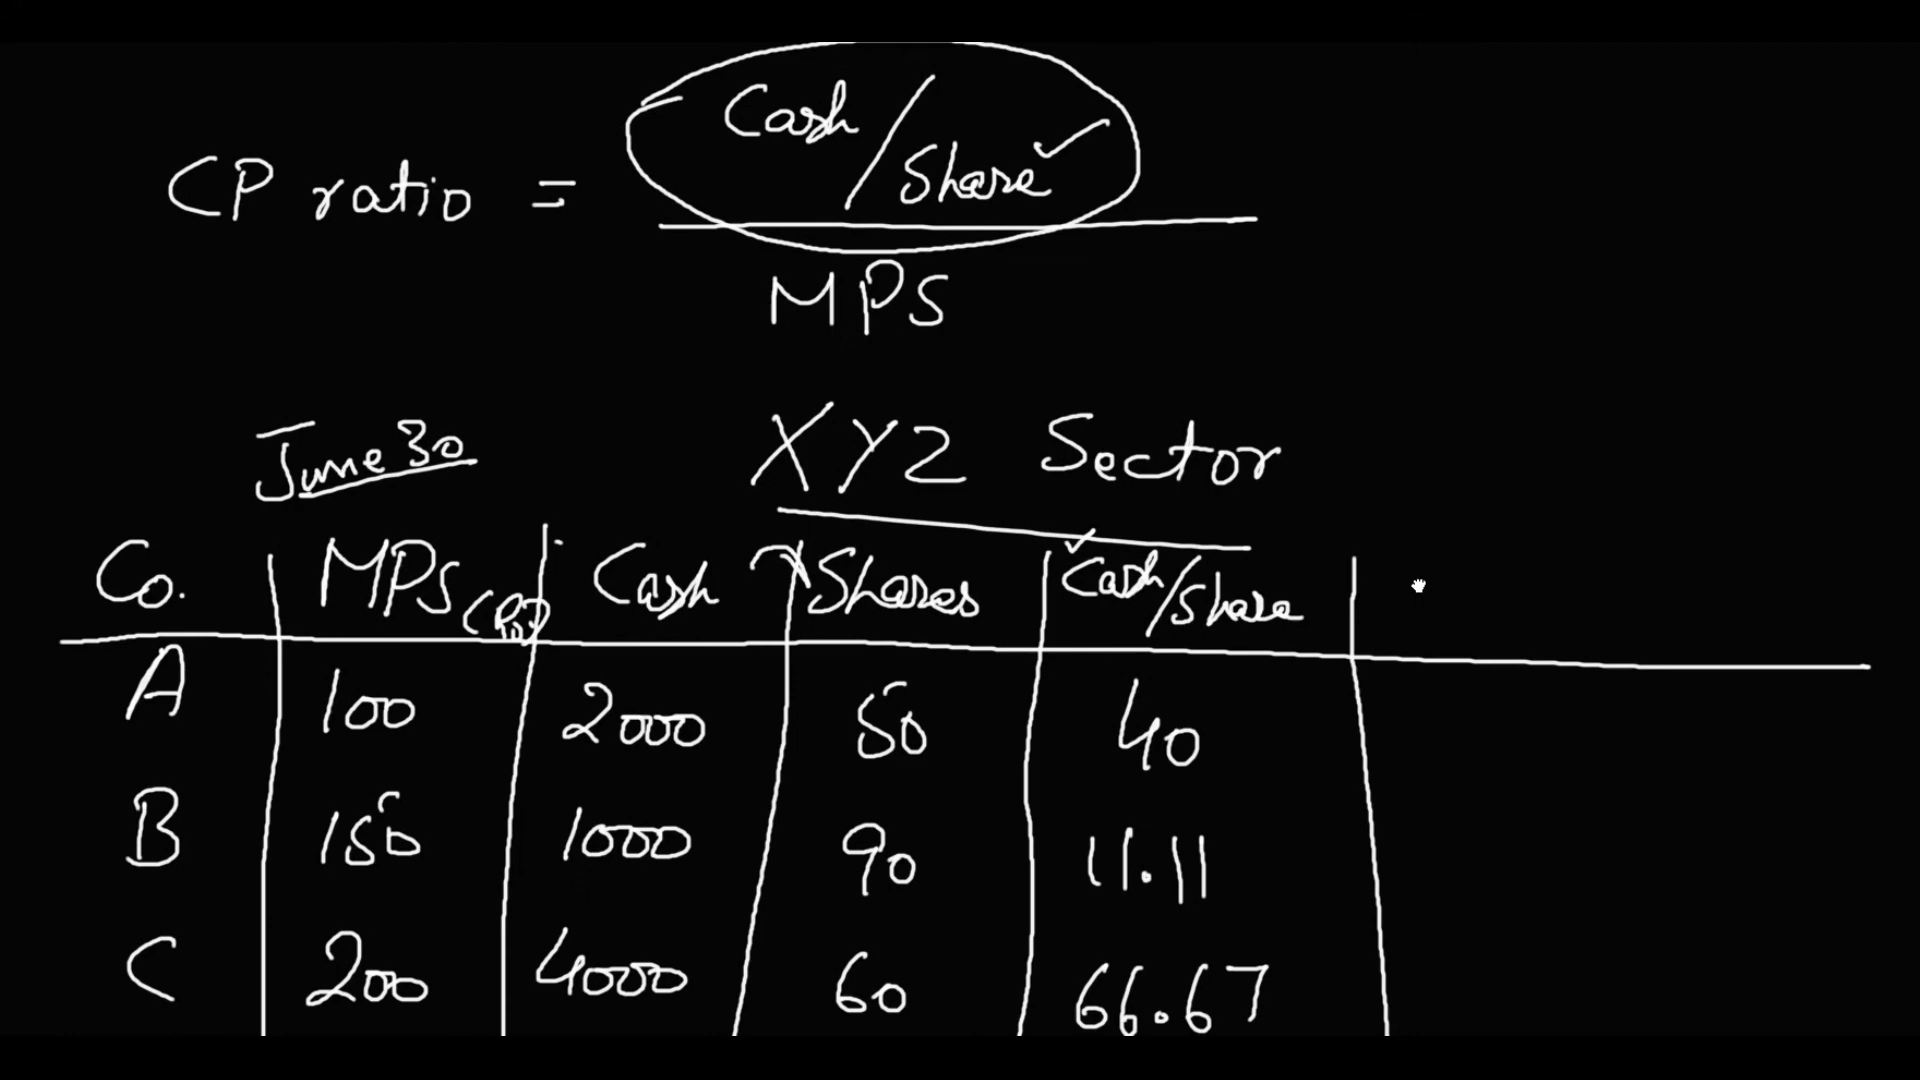 CP ratio = Cash/Share ✓
MPS
June 30 XYZ Sector
Co. MPS Cash Shares ✓ Cash/Share
A 100 2000 50 40
B 150 1000 90 11.11
C 200 4000 60 66.67